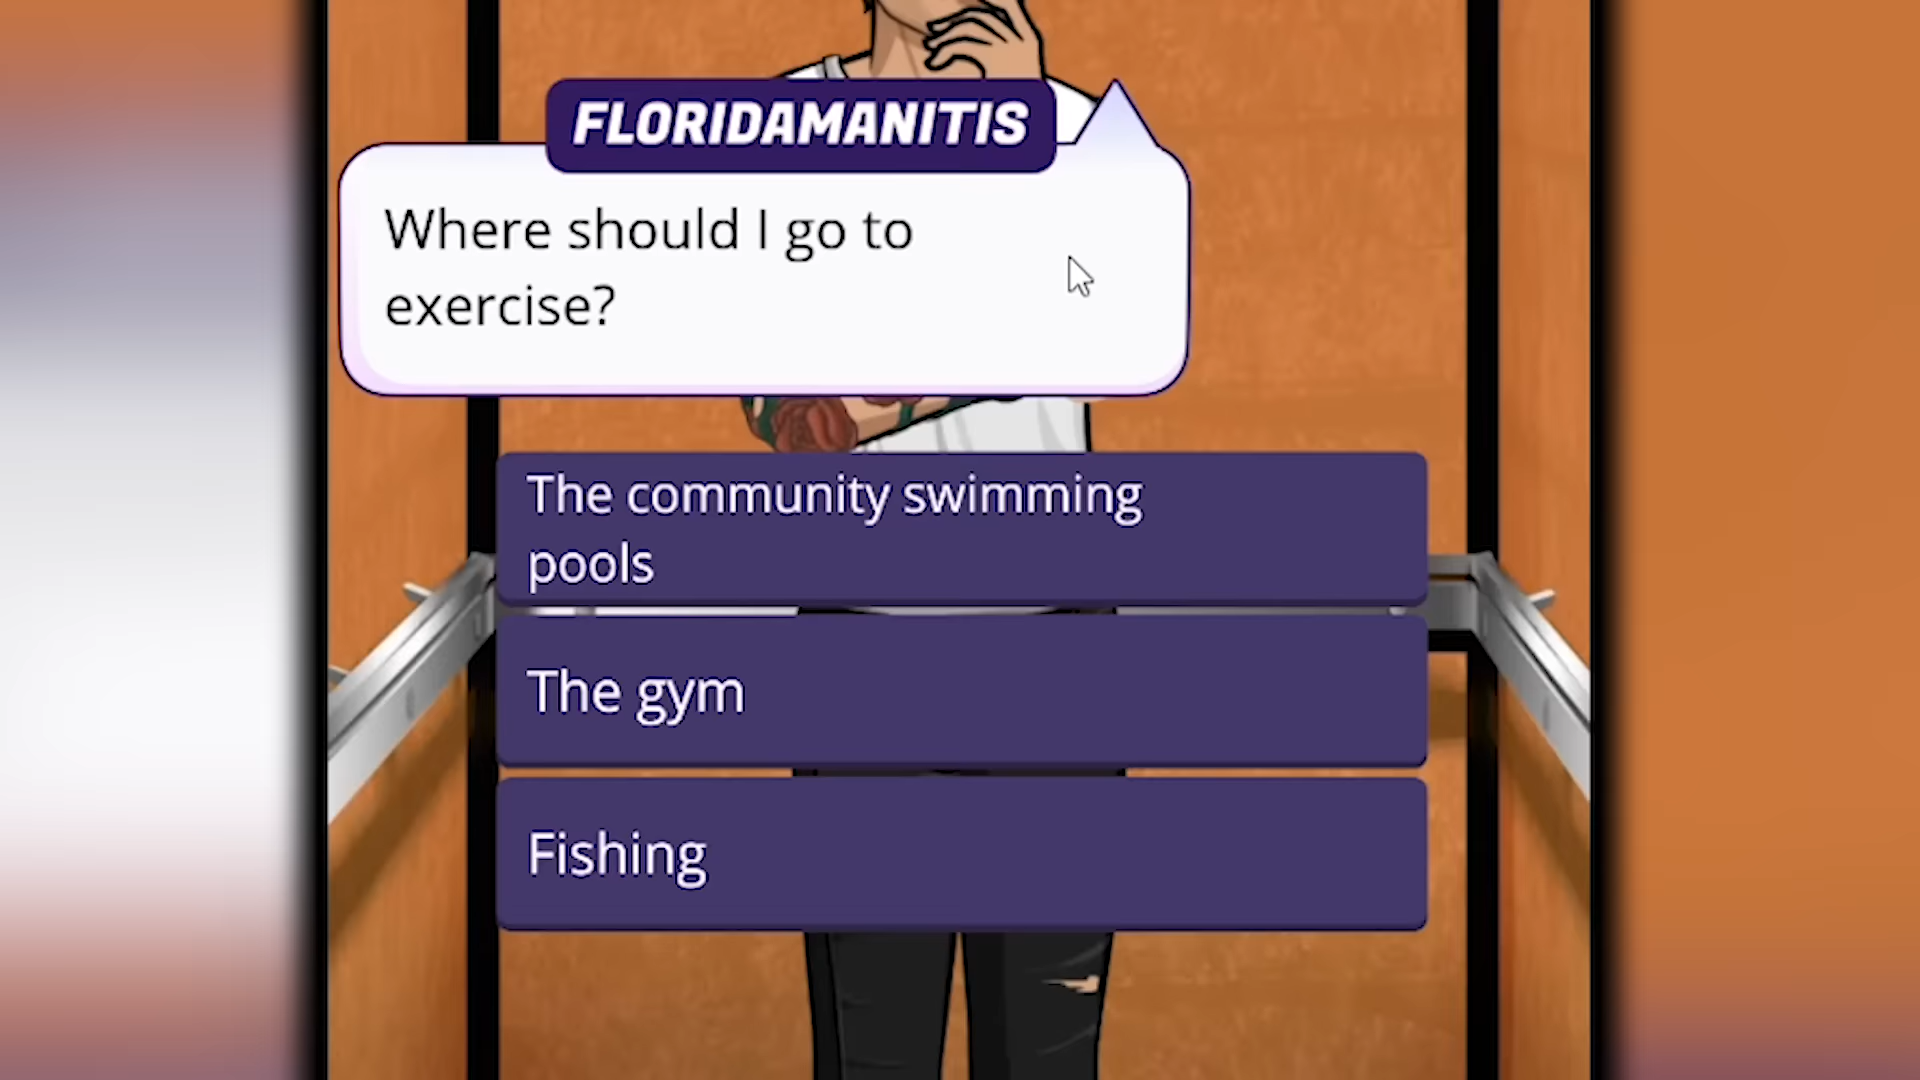 FLORIDAMANITIS
Where should I go to
exercise?
The community swimming
pools
The gym
Fishing